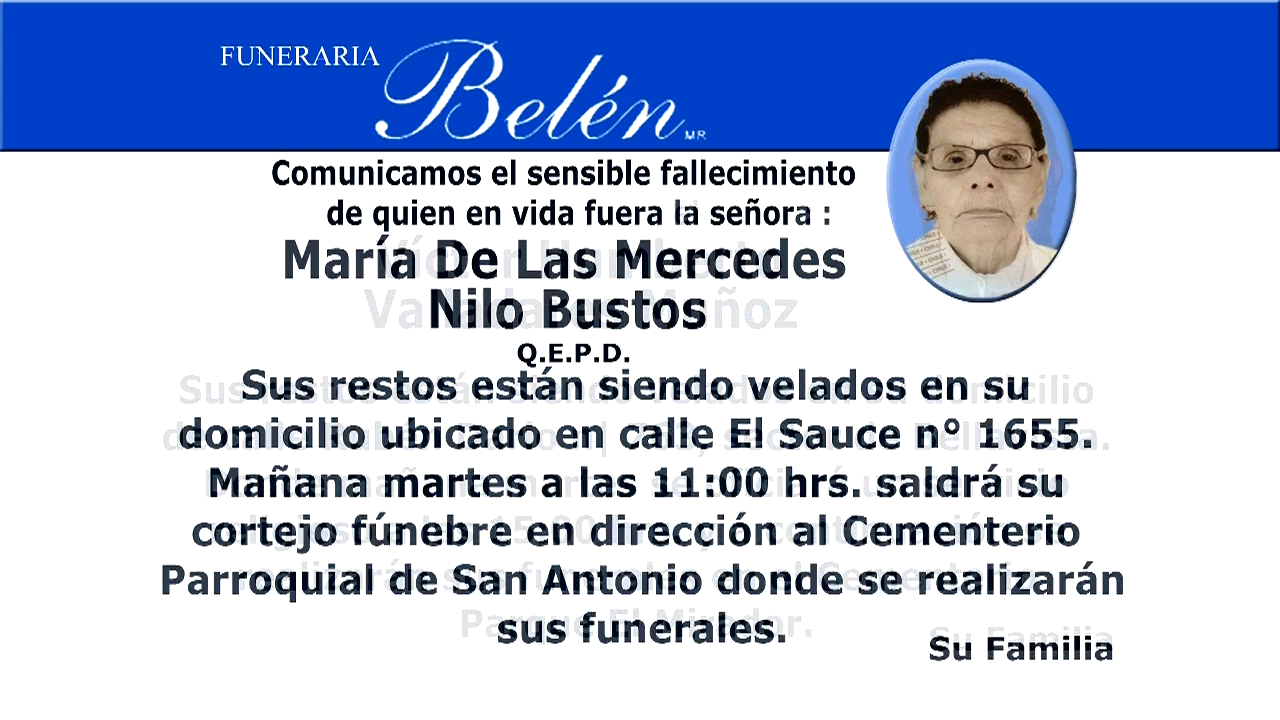 FUNERARIA
Belén MR
Comunicamos el sensible fallecimiento
de quien en vida fuera la señora :
María De Las Mercedes
Nilo Bustos
Q.E.P.D.
Sus restos están siendo velados en su
domicilio ubicado en calle El Sauce n° 1655.
Mañana martes a las 11:00 hrs. saldrá su
cortejo fúnebre en dirección al Cementerio
Parroquial de San Antonio donde se realizarán
sus funerales.
Su Familia